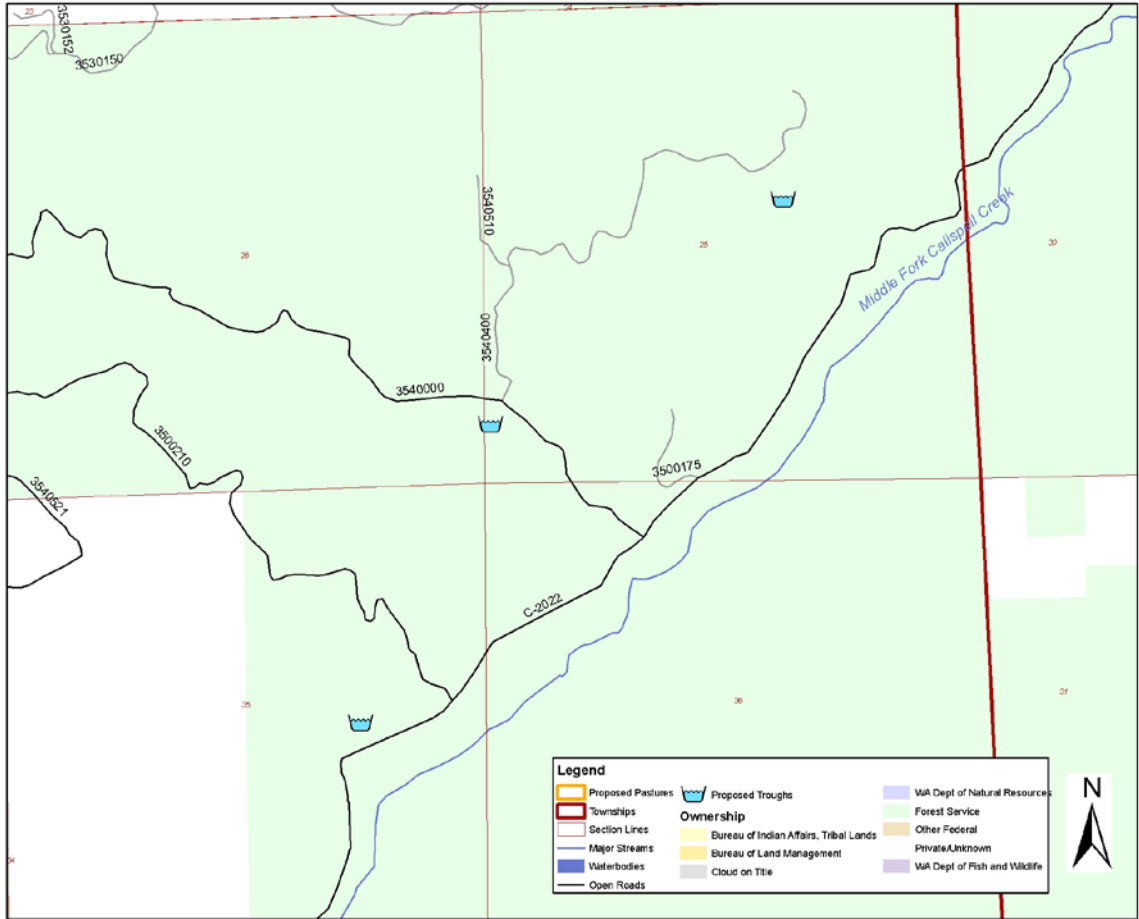 23
24
3530152
3530150
3540510
26
25
30
Middle Fork Calispell Creek
3540400
3540000
3500210
3500175
3540521
C-2022
35
36
31
34
Legend
Proposed Pastures
Townships
Section Lines
Major Streams
Waterbodies
Open Roads
Proposed Troughs
Ownership
Bureau of Indian Affairs, Tribal Lands
Bureau of Land Management
Cloud on Title
WA Dept of Natural Resources
Forest Service
Other Federal
Private/Unknown
WA Dept of Fish and Wildlife
N